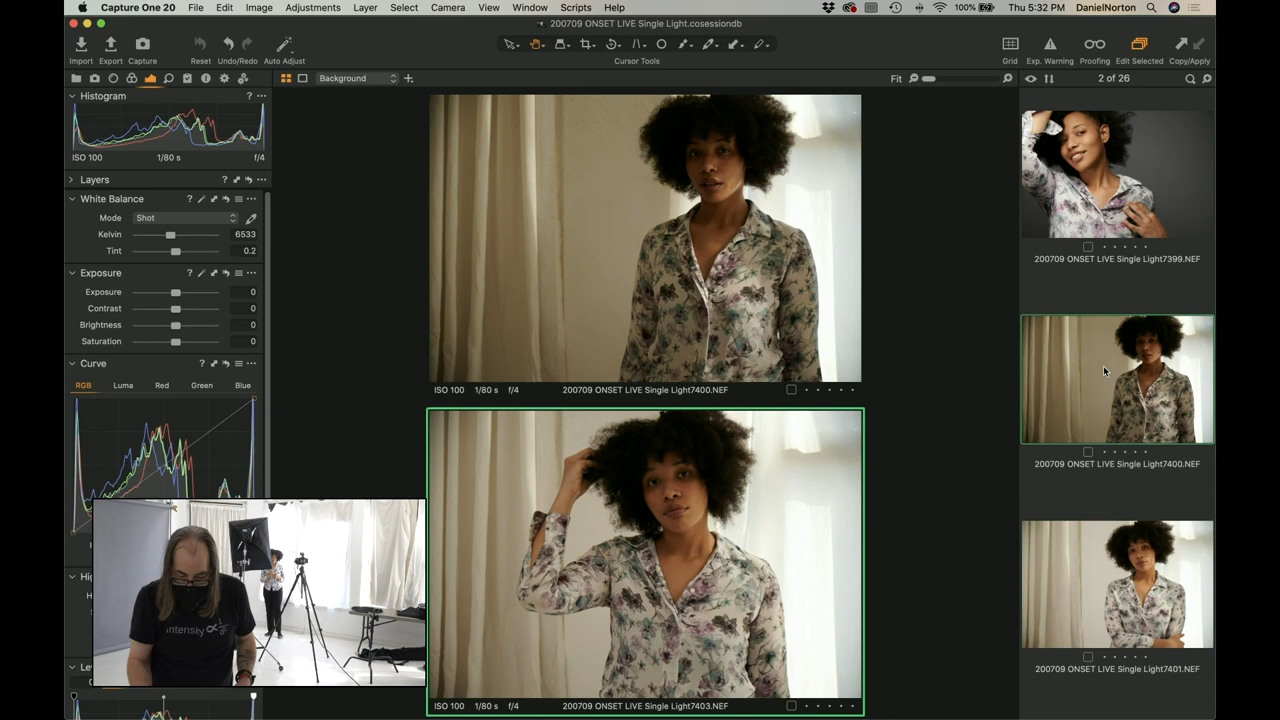 Capture One 20 File Edit View Image Adjustments Layer Select Camera View Window Scripts Help 100% Thu 5:32 PM DanielNorton
200709 ONSET LIVE Single Light.cosessiondb
Import Export Capture Reset Undo/Redo Auto Adjust Cursor Tools Grid Exp. Warning Proofing Edit Selected Copy/Apply
Background Fit 2 of 26
Histogram
ISO 100 1/80 s f/4
Layers
White Balance
Mode Shot
Kelvin 6533
Tint 0.2
Exposure
Exposure 0
Contrast 0
Brightness 0
Saturation 0
Curve
RGB Luma Red Green Blue
intensity
ISO 100 1/80 s f/4 200709 ONSET LIVE Single Light7400.NEF
ISO 100 1/80 s f/4 200709 ONSET LIVE Single Light7403.NEF
200709 ONSET LIVE Single Light7399.NEF
200709 ONSET LIVE Single Light7400.NEF
200709 ONSET LIVE Single Light7401.NEF